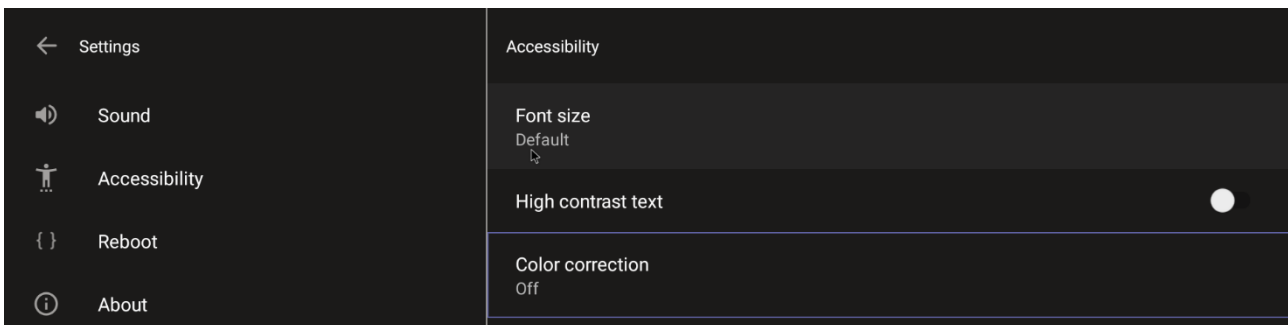 Settings
Sound
Accessibility
{ } Reboot
About
Accessibility
Font size
Default
High contrast text
Color correction
Off